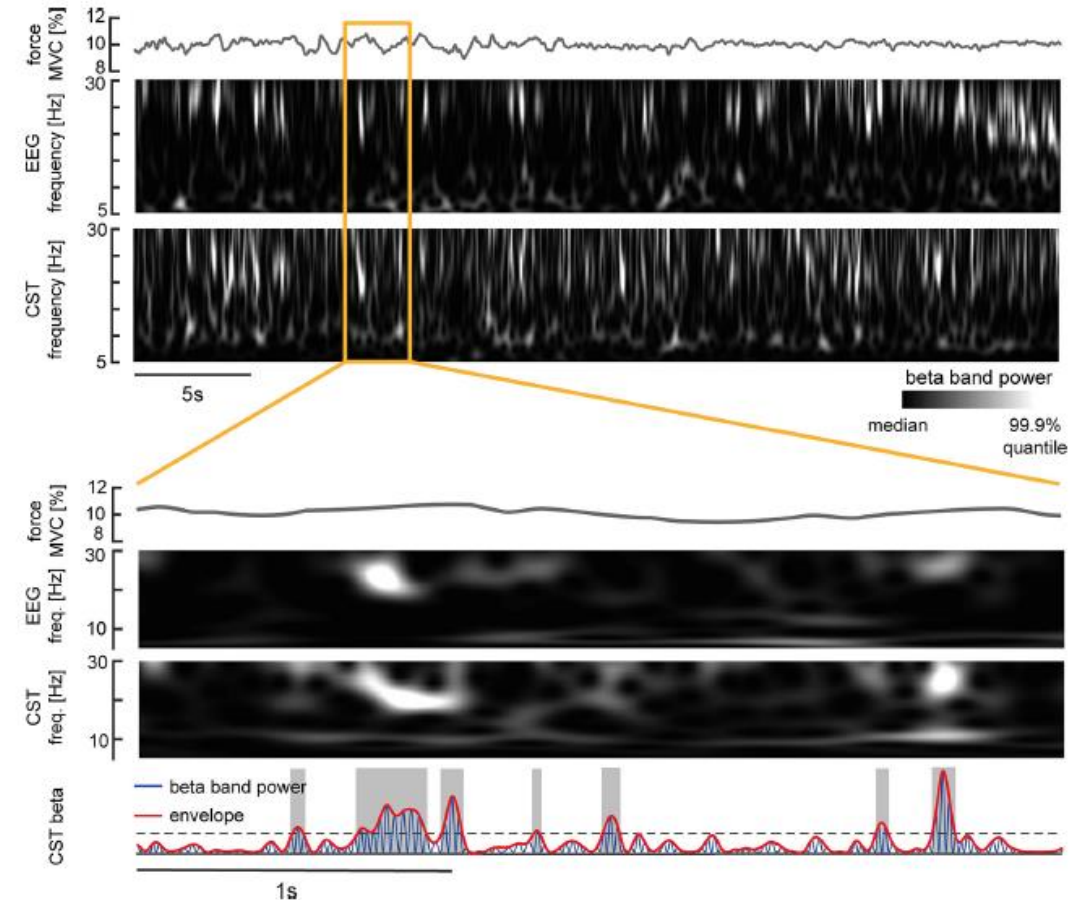 force
MVC [%]
12
10
8
EEG
frequency [Hz]
30
5
CST
frequency [Hz]
30
5
5s
beta band power
median
99.9%
quantile
force
MVC [%]
12
10
8
EEG
freq. [Hz]
30
10
CST
freq. [Hz]
30
10
CST beta
beta band power
envelope
1s